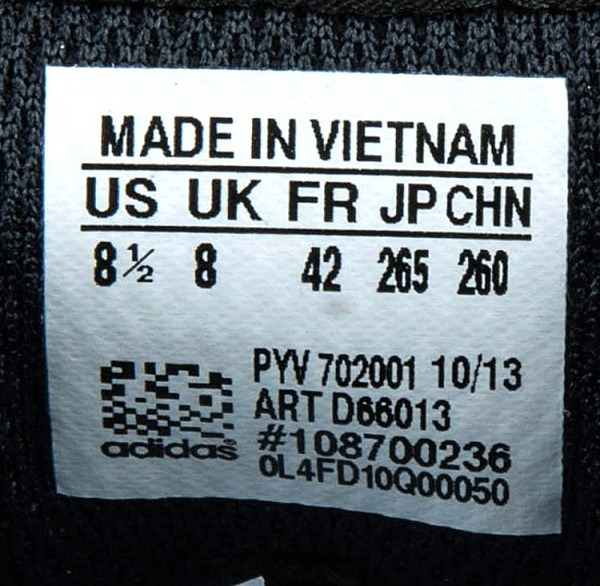 MADE IN VIETNAM
US UK FR JP CHN
8½ 8 42 265 260
PYV 702001 10/13
ART D66013
#108700236
0L4FD10Q00050
adidas